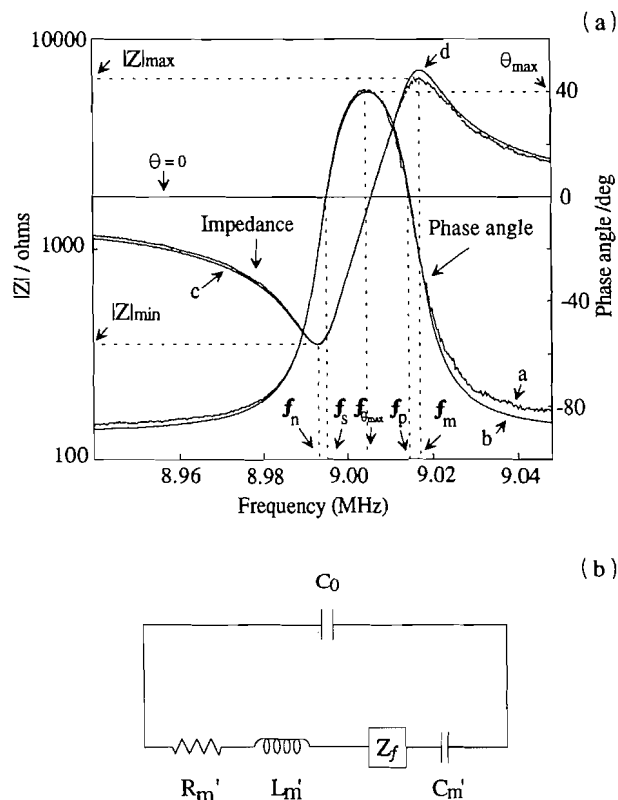 (a)
10000
|Z|max
d
θmax
40
θ=0
0
Impedance
Phase angle
1000
c
-40
|Z|min
a
-80
fn
fs
fθmax
fp
fm
b
100
8.96
8.98
9.00
9.02
9.04
|Z| / ohms
Phase angle /deg
Frequency (MHz)
(b)
C0
Zf
Rm'
Lm'
Cm'